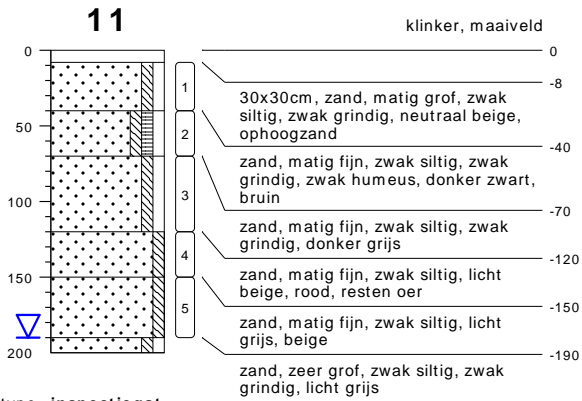 11
klinker, maaiveld
0
0
-8
1
30x30cm, zand, matig grof, zwak
siltig, zwak grindig, neutraal beige,
ophoogzand
-40
50
2
zand, matig fijn, zwak siltig, zwak
grindig, zwak humeus, donker zwart,
bruin
-70
3
100
zand, matig fijn, zwak siltig, zwak
grindig, donker grijs
-120
4
zand, matig fijn, zwak siltig, licht
beige, rood, resten oer
150
-150
5
zand, matig fijn, zwak siltig, licht
grijs, beige
200
-190
zand, zeer grof, zwak siltig, zwak
grindig, licht grijs